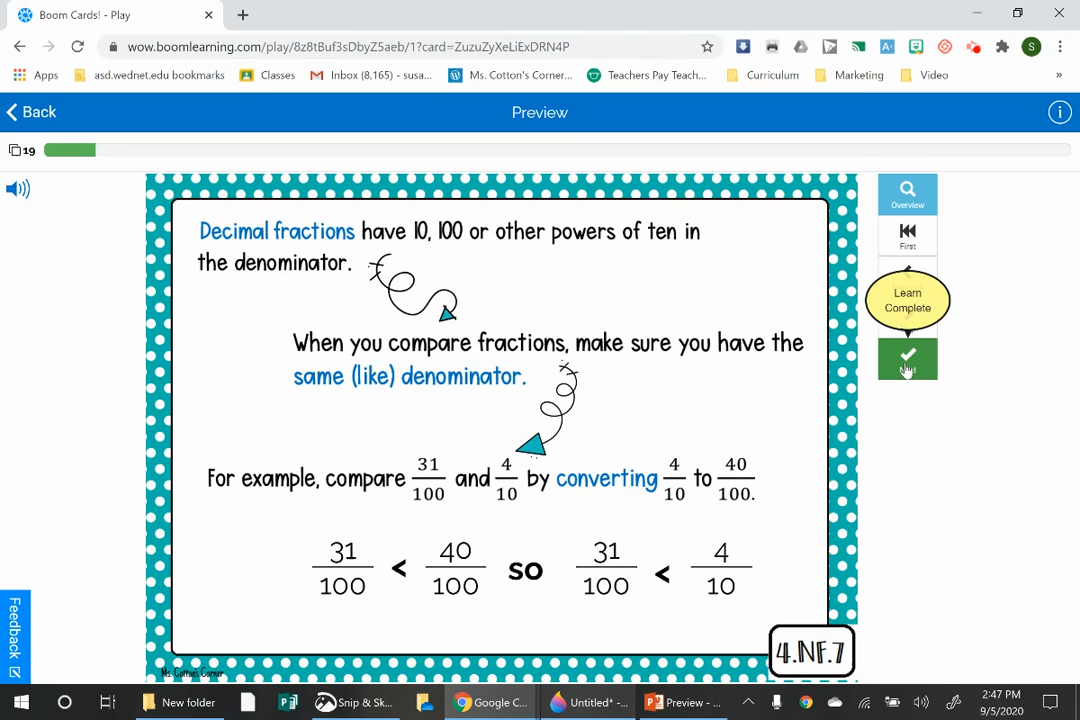 Boom Cards! - Play
www.boomlearning.com/play/8z8tBuf3sDbyZ5aeb/1?card=ZuzuZyXeLiExDRN4P
S
Apps
asd.wednet.edu bookmarks
Classes
Inbox (8,165) - susa...
Ms. Cotton's Corner...
Teachers Pay Teach...
Curriculum
Marketing
Video
»
Back
Preview
i
19
Overview
First
Learn
Complete
Decimal fractions have 10, 100 or other powers of ten in
the denominator.
When you compare fractions, make sure you have the
same (like) denominator.
For example, compare 31/100 and 4/10 by converting 4/10 to 40/100.
31/100 < 40/100 so 31/100 < 4/10
4.NF.7
Ms. Cotton's Corner
Feedback
New folder
Snip & Sk...
Google C...
Untitled* -...
Preview - ...
2:47 PM
9/5/2020